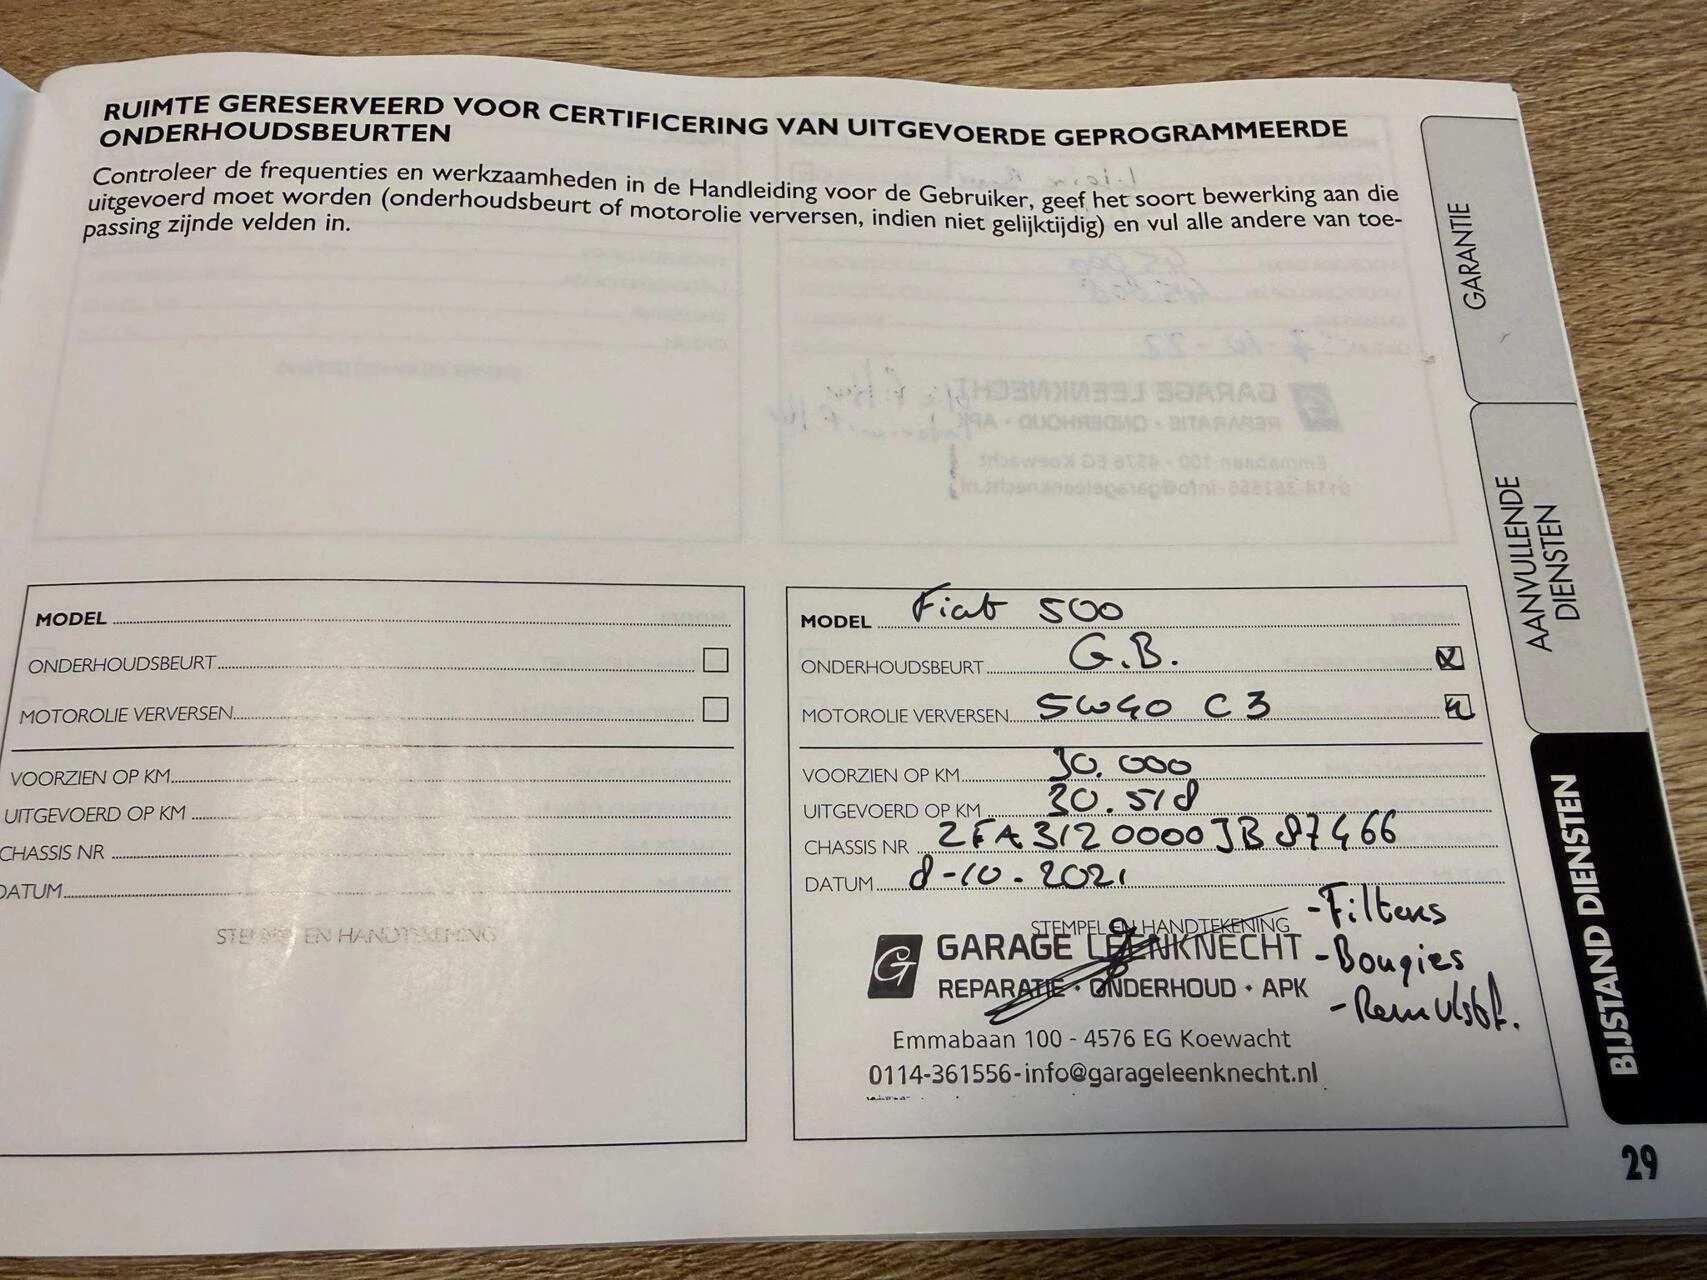 RUIMTE GERESERVEERD VOOR CERTIFICERING VAN UITGEVOERDE GEPROGRAMMEERDE
ONDERHOUDSBEURTEN
Controleer de frequenties en werkzaamheden in de Handleiding voor de Gebruiker, geef het soort bewerking aan die
uitgevoerd moet worden (onderhoudsbeurt of motorolie verversen, indien niet gelijktijdig) en vul alle andere van toe-
passing zijnde velden in.
MODEL
ONDERHOUDSBEURT
MOTOROLIE VERVERSEN
VOORZIEN OP KM
UITGEVOERD OP KM
CHASSIS NR
DATUM
STEMPEL EN HANDTEKENING
MODEL Fiat 500
ONDERHOUDSBEURT G.B.
MOTOROLIE VERVERSEN 5W40 C3
VOORZIEN OP KM 30.000
UITGEVOERD OP KM 30.518
CHASSIS NR ZFA3120000JB87466
DATUM 8-10-2021
STEMPEL EN HANDTEKENING
GARAGE LEENKNECHT
REPARATIE · ONDERHOUD · APK
Emmabaan 100 - 4576 EG Koewacht
0114-361556-info@garageleenknecht.nl
- Filters
- Bougies
- Remvlstf.
GARANTIE
AANVULLENDE
DIENSTEN
BIJSTAND DIENSTEN
29